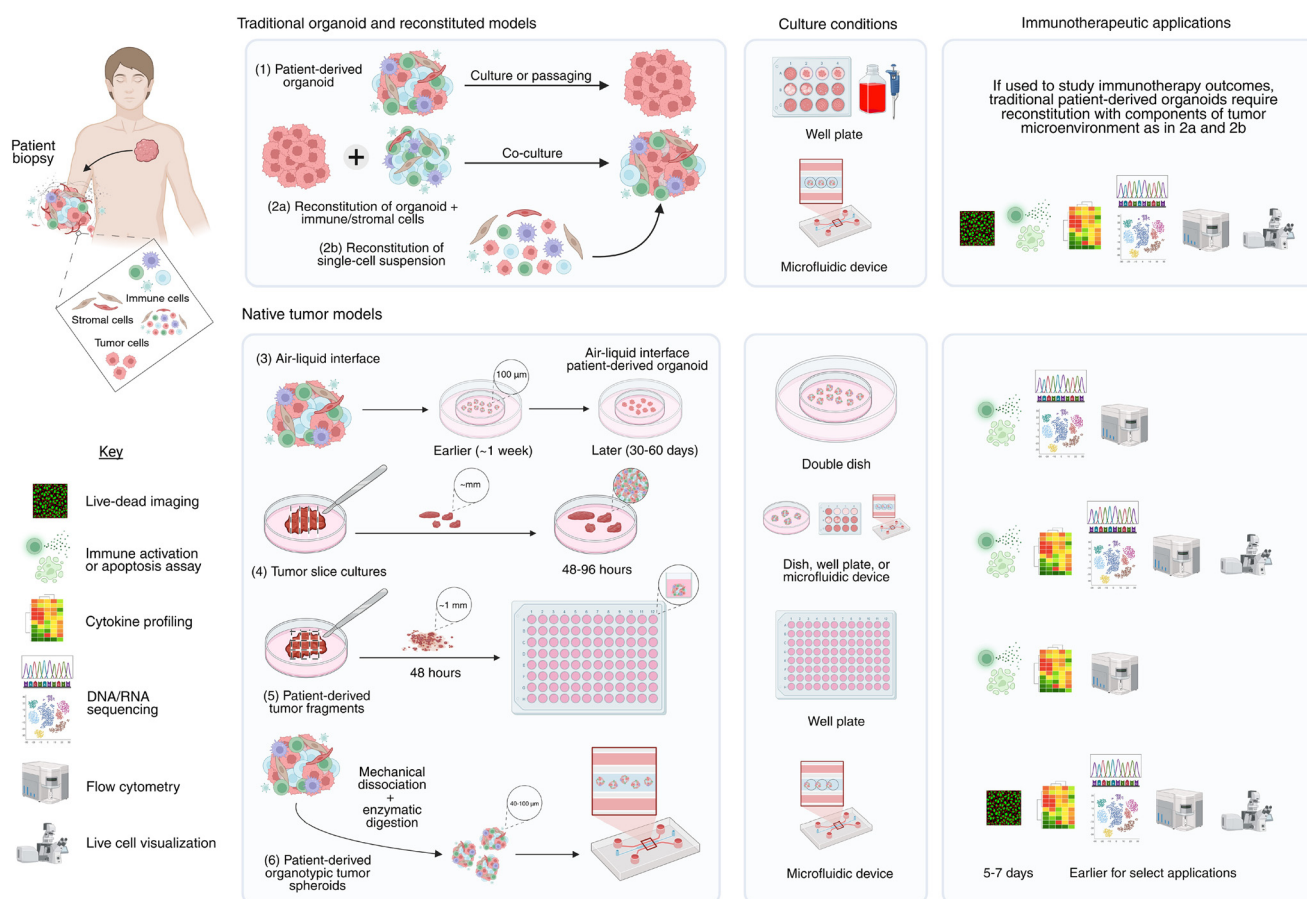 Traditional organoid and reconstituted models
Culture conditions
Immunotherapeutic applications
Patient
biopsy
Immune cells
Stromal cells
Tumor cells
(1) Patient-derived
organoid
Culture or passaging
Co-culture
(2a) Reconstitution of organoid +
immune/stromal cells
(2b) Reconstitution of
single-cell suspension
Well plate
Microfluidic device
If used to study immunotherapy outcomes,
traditional patient-derived organoids require
reconstitution with components of tumor
microenvironment as in 2a and 2b
Native tumor models
(3) Air-liquid interface
100 µm
Air-liquid interface
patient-derived organoid
Earlier (~1 week)
Later (30-60 days)
Double dish
~mm
(4) Tumor slice cultures
48-96 hours
Dish, well plate, or
microfluidic device
~1 mm
48 hours
(5) Patient-derived
tumor fragments
Well plate
Mechanical
dissociation
+
enzymatic
digestion
40-100 µm
(6) Patient-derived
organotypic tumor
spheroids
Microfluidic device
5-7 days
Earlier for select applications
Key
Live-dead imaging
Immune activation
or apoptosis assay
Cytokine profiling
DNA/RNA
sequencing
Flow cytometry
Live cell visualization